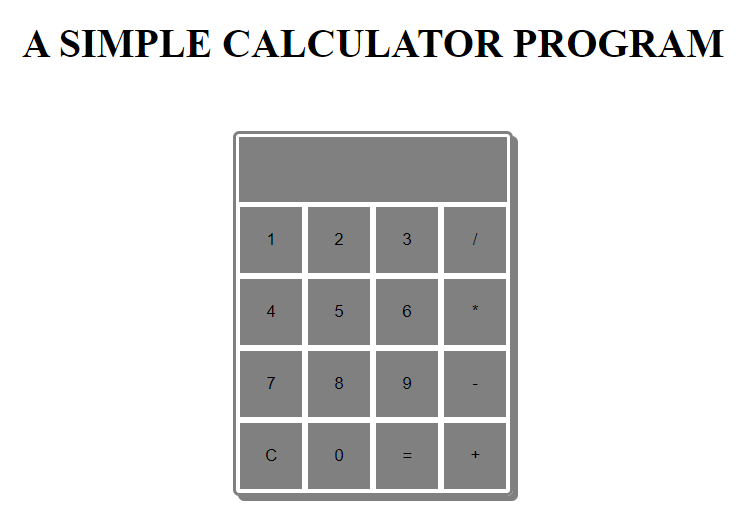 A SIMPLE CALCULATOR PROGRAM
1 2 3 /
4 5 6 *
7 8 9 -
C 0 = +